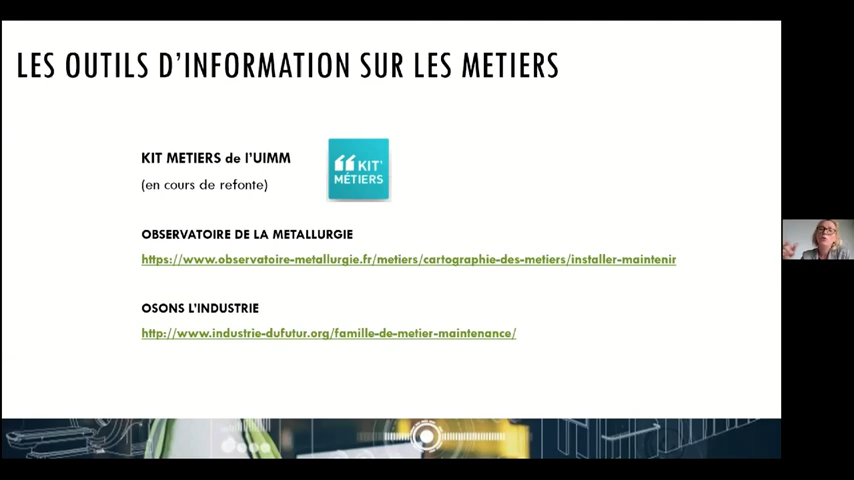 LES OUTILS D’INFORMATION SUR LES METIERS
KIT METIERS de l’UIMM
(en cours de refonte)
KIT'
MÉTIERS
OBSERVATOIRE DE LA METALLURGIE
https://www.observatoire-metallurgie.fr/metiers/cartographie-des-metiers/installer-maintenir
OSONS L’INDUSTRIE
http://www.industrie-dufutur.org/famille-de-metier-maintenance/